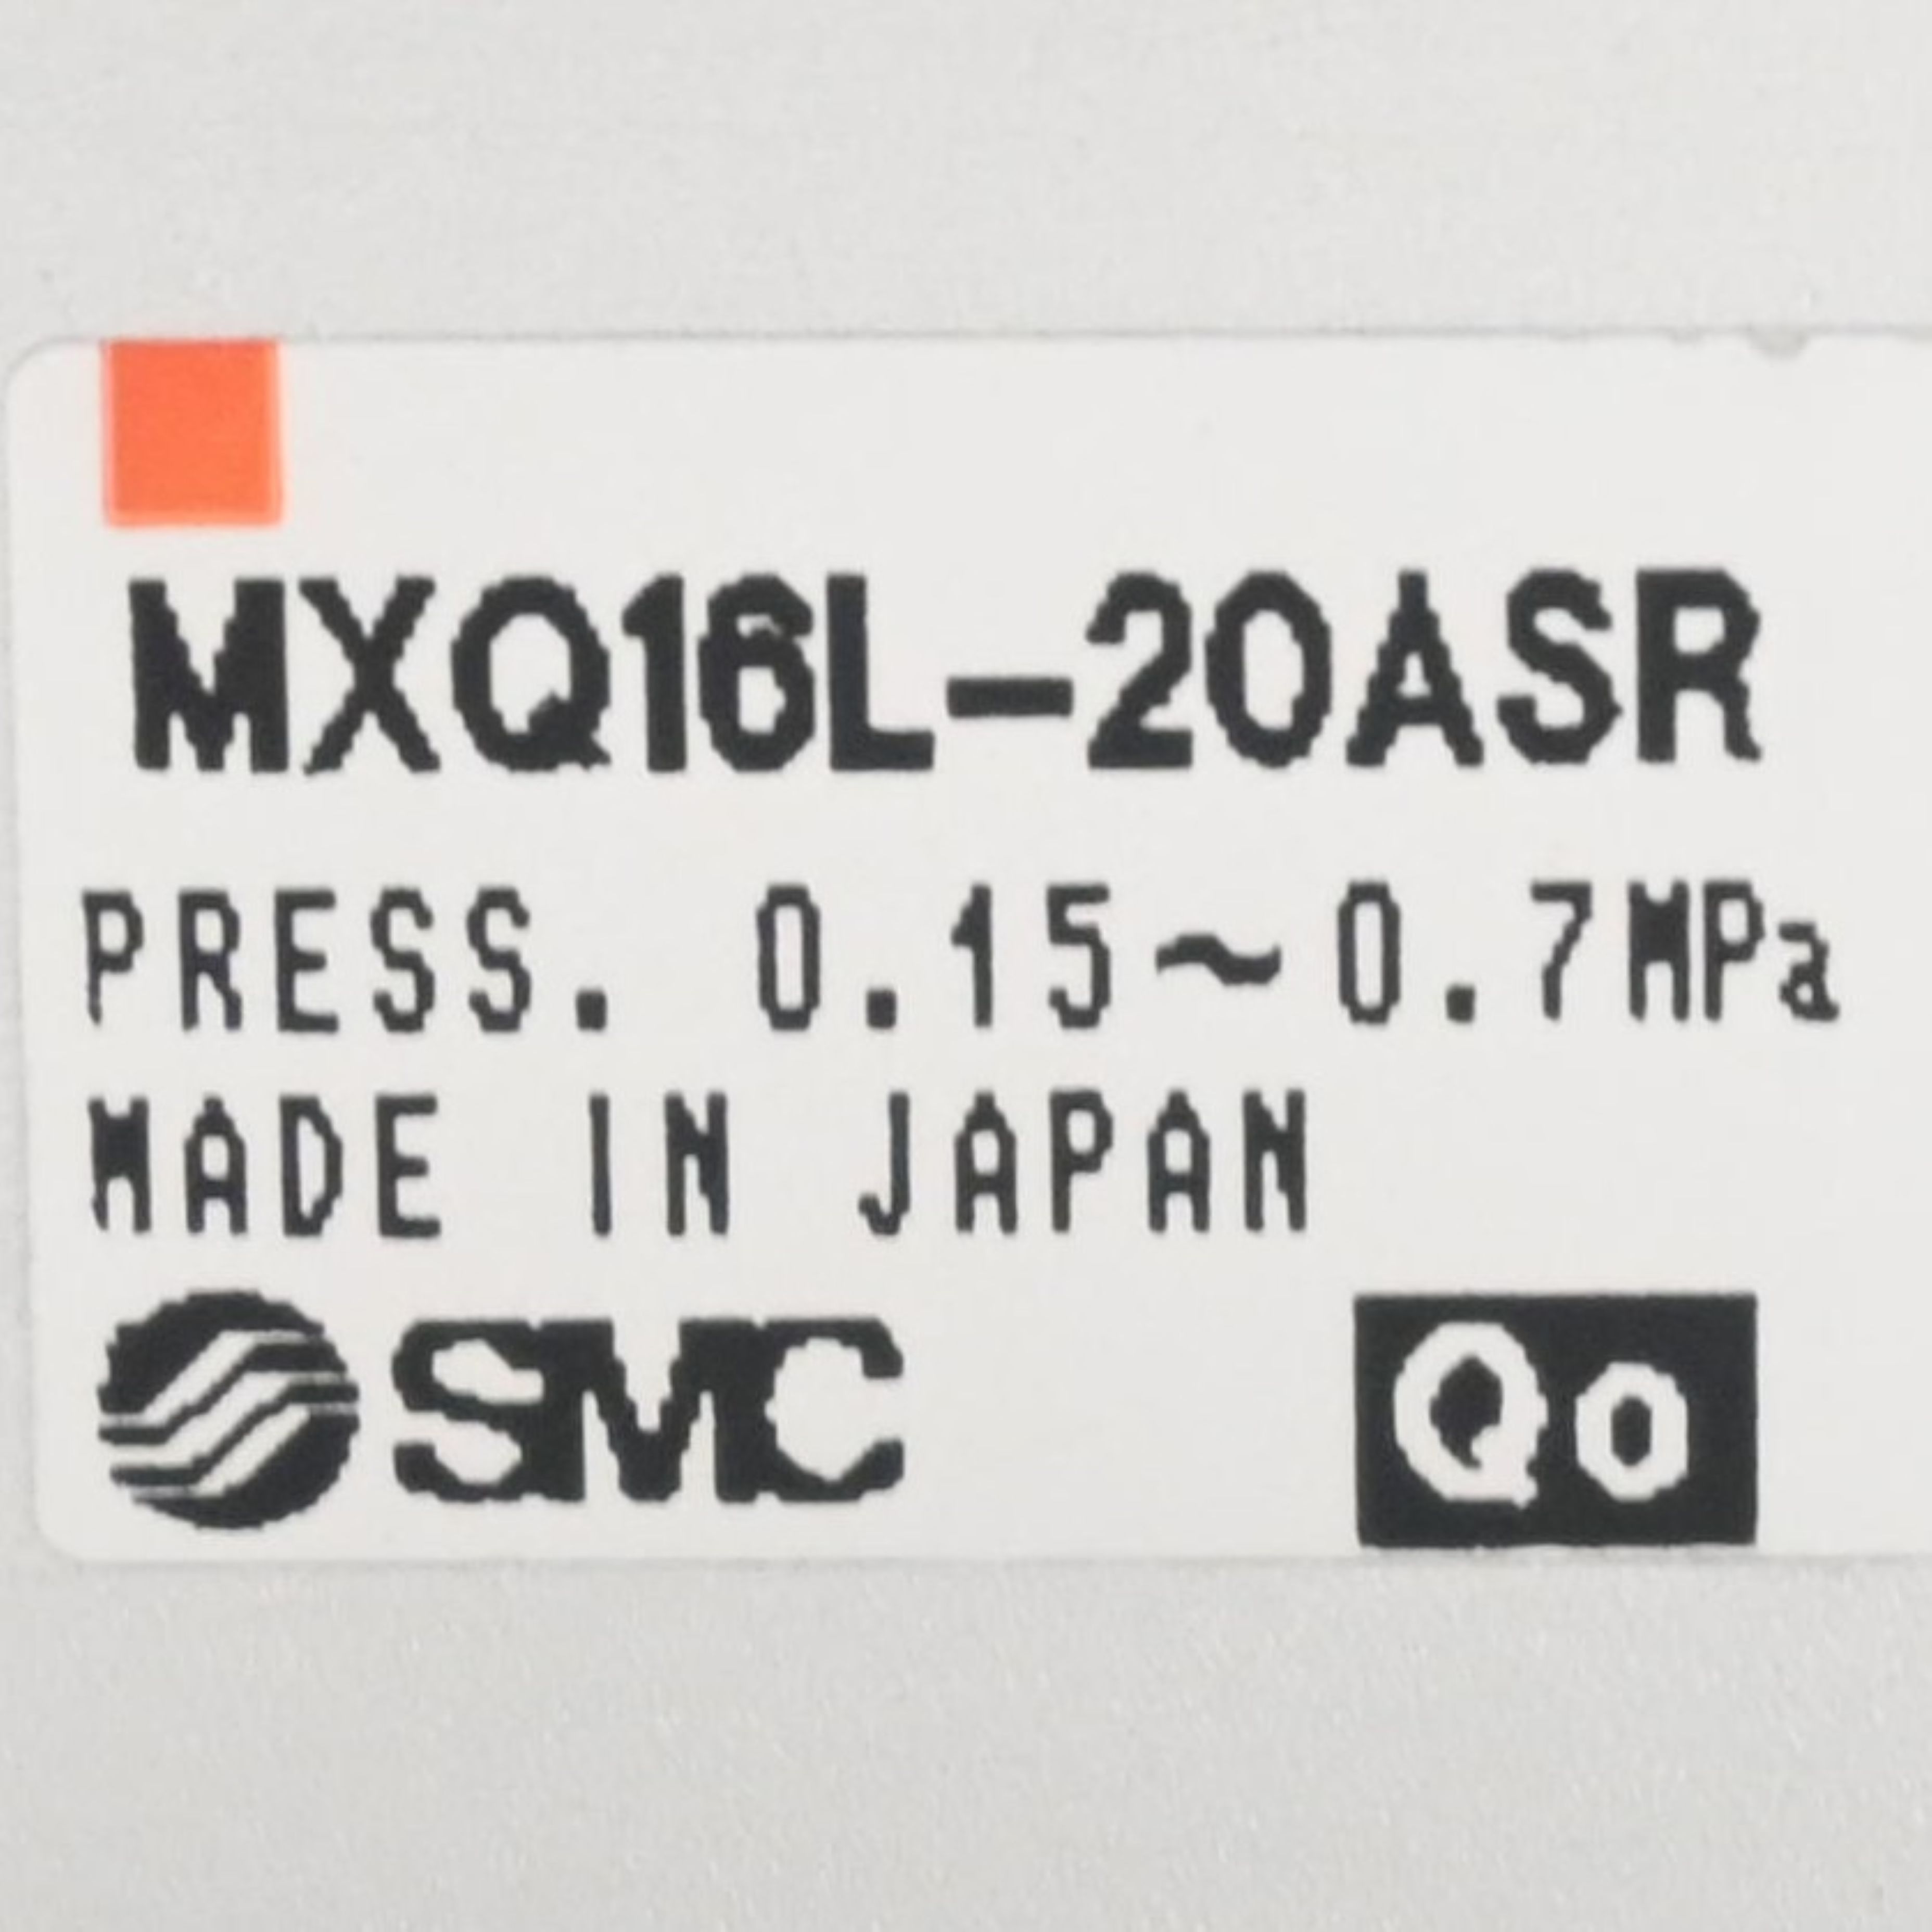 MXQ16L-20ASR
PRESS. 0.15~0.7MPa
MADE IN JAPAN
SMC Qo